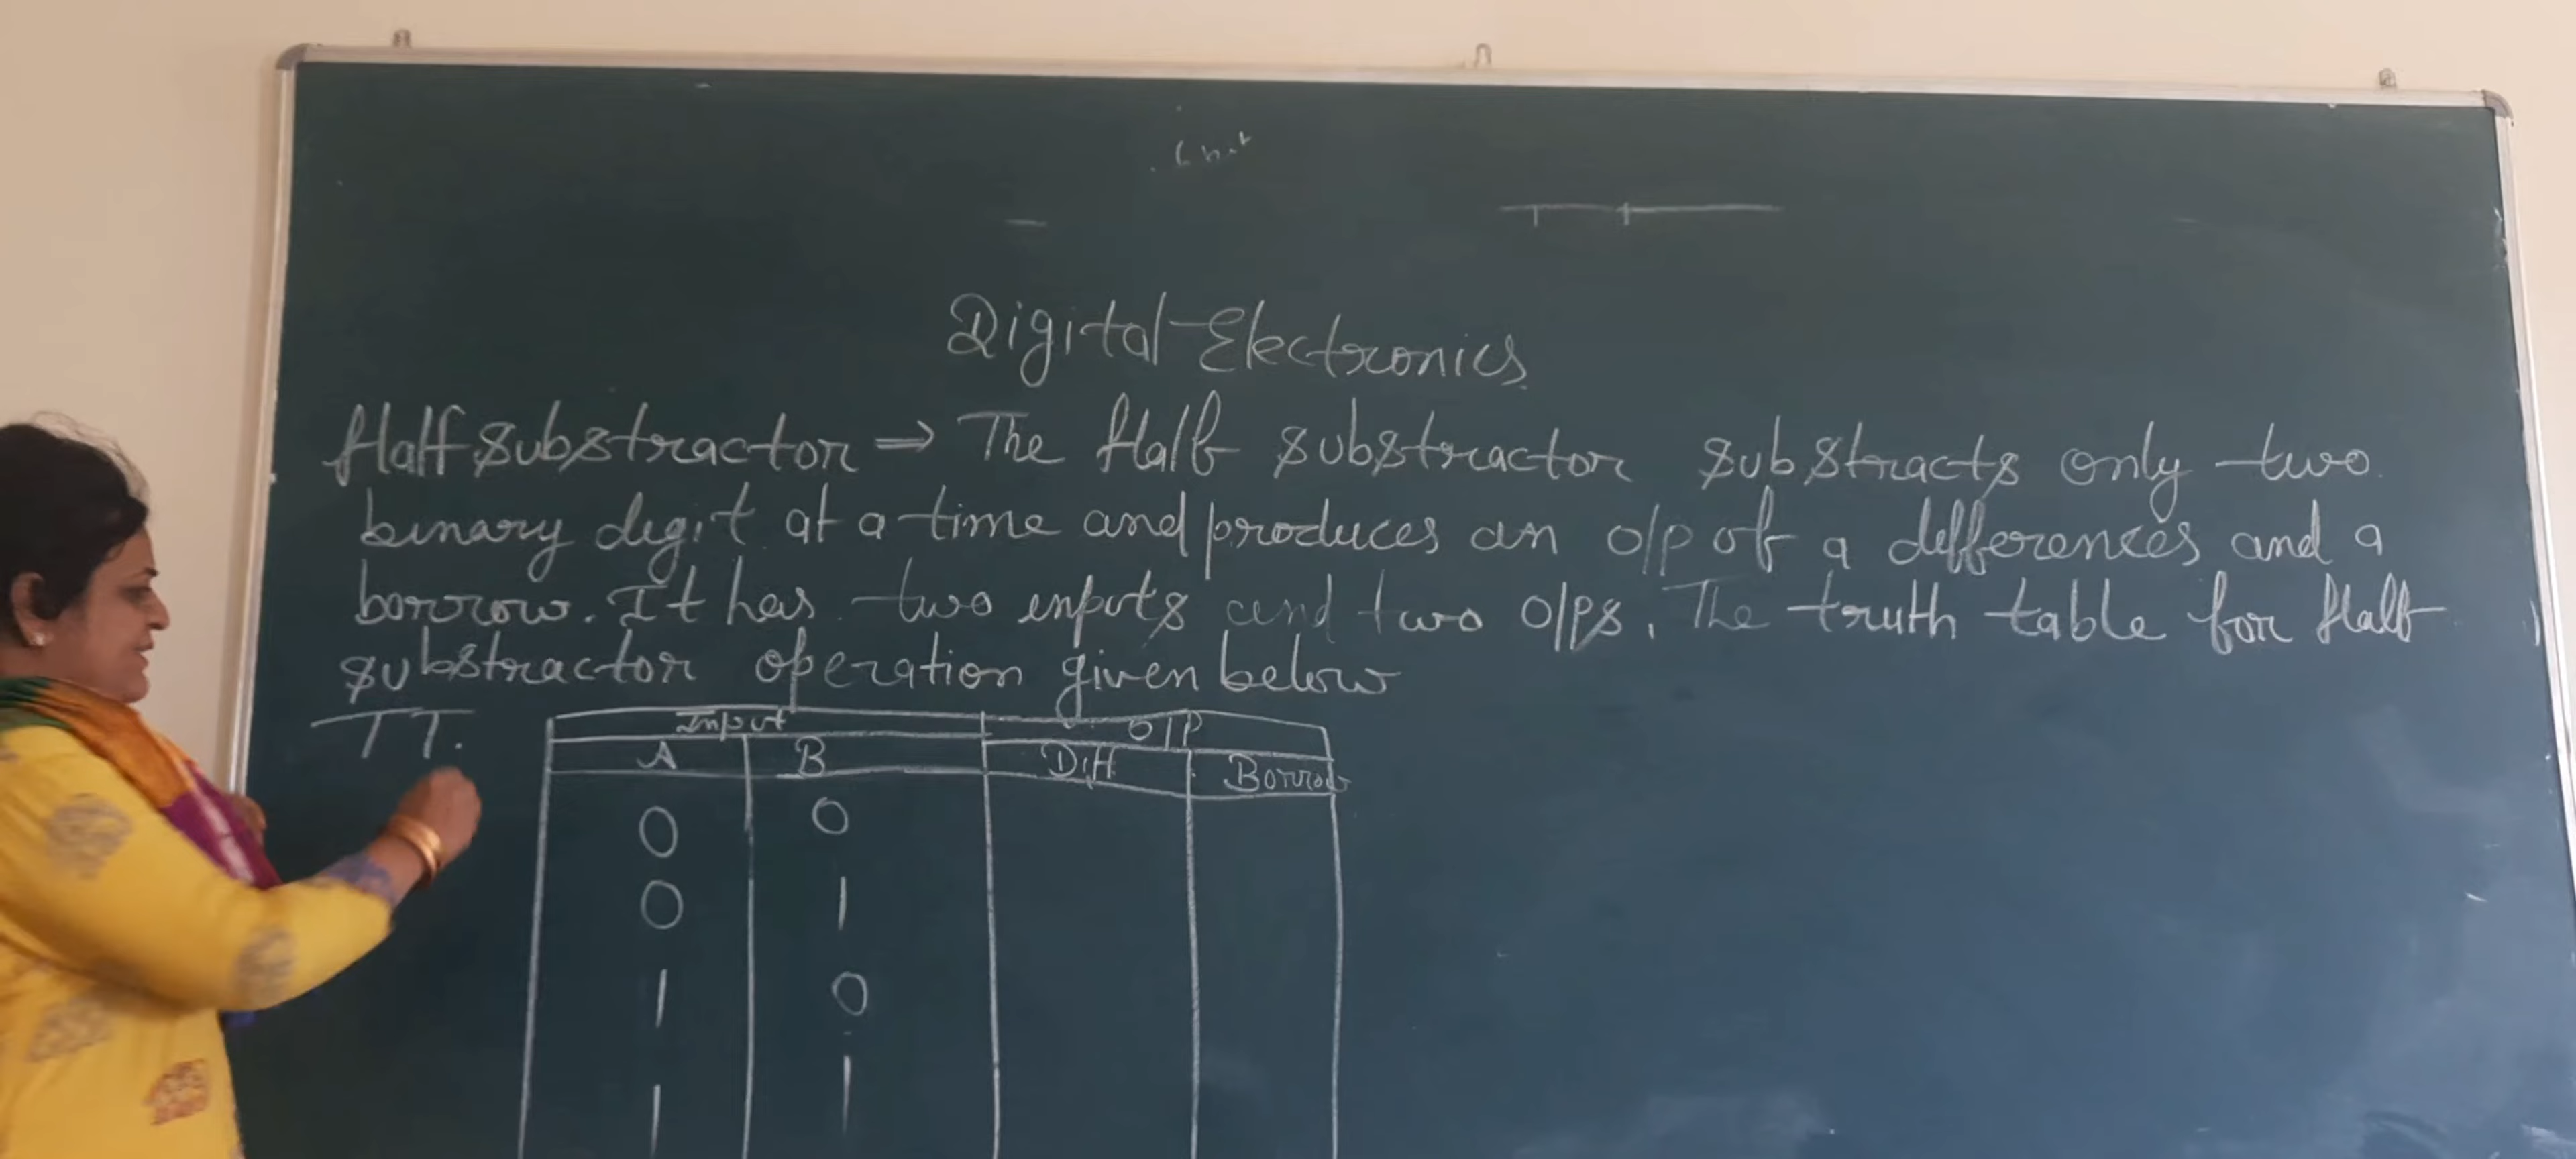 Digital Electronics
Half Substractor ⇒ The Half Substractor Substracts only two
binary digit at a time and produces an o/p of a differences and a
borrow. It has two inputs and two o/ps. The truth table for Half
substractor operation given below
TT.
Input O/P
A B Diff Borrow
0 0
0 1
1 0
1 1